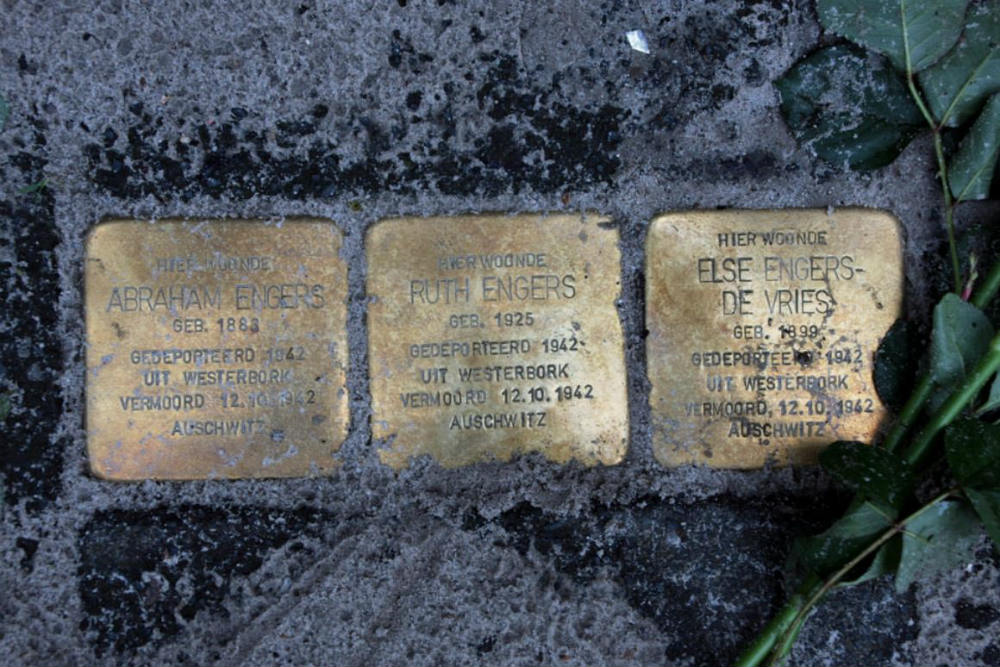 HIER WOONDE
ABRAHAM ENGERS
GEB. 1883
GEDEPORTEERD 1942
UIT WESTERBORK
VERMOORD 12.10.1942
AUSCHWITZ
HIER WOONDE
RUTH ENGERS
GEB. 1925
GEDEPORTEERD 1942
UIT WESTERBORK
VERMOORD 12.10.1942
AUSCHWITZ
HIER WOONDE
ELSE ENGERS-
DE VRIES
GEB. 1899
GEDEPORTEERD 1942
UIT WESTERBORK
VERMOORD, 12.10.1942
AUSCHWITZ